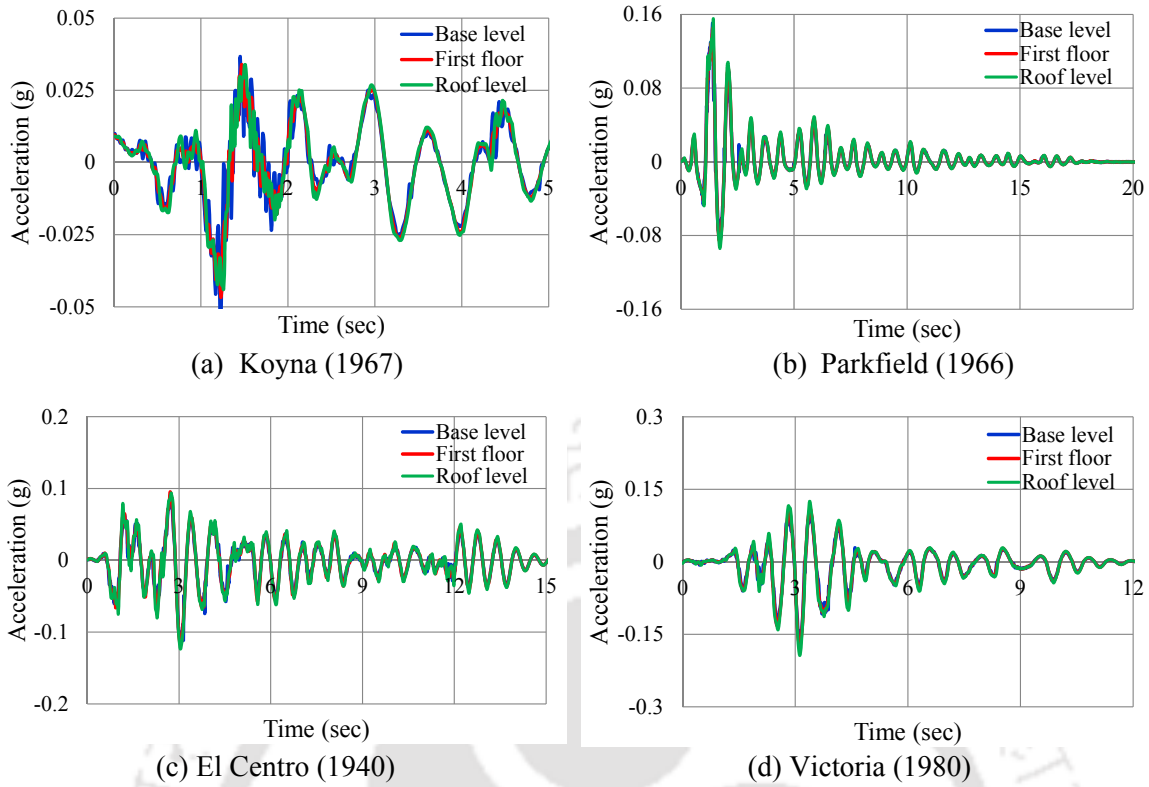 0.05
0.025
0
-0.025
-0.05
Acceleration (g)
0 1 2 3 4 5
Base level
First floor
Roof level
Time (sec)
(a) Koyna (1967)
0.16
0.08
0
-0.08
-0.16
Acceleration (g)
0 5 10 15 20
Base level
First floor
Roof level
Time (sec)
(b) Parkfield (1966)
0.2
0.1
0
-0.1
-0.2
Acceleration (g)
0 3 6 9 12 15
Base level
First floor
Roof level
Time (sec)
(c) El Centro (1940)
0.3
0.15
0
-0.15
-0.3
Acceleration (g)
0 3 6 9 12
Base level
First floor
Roof level
Time (sec)
(d) Victoria (1980)